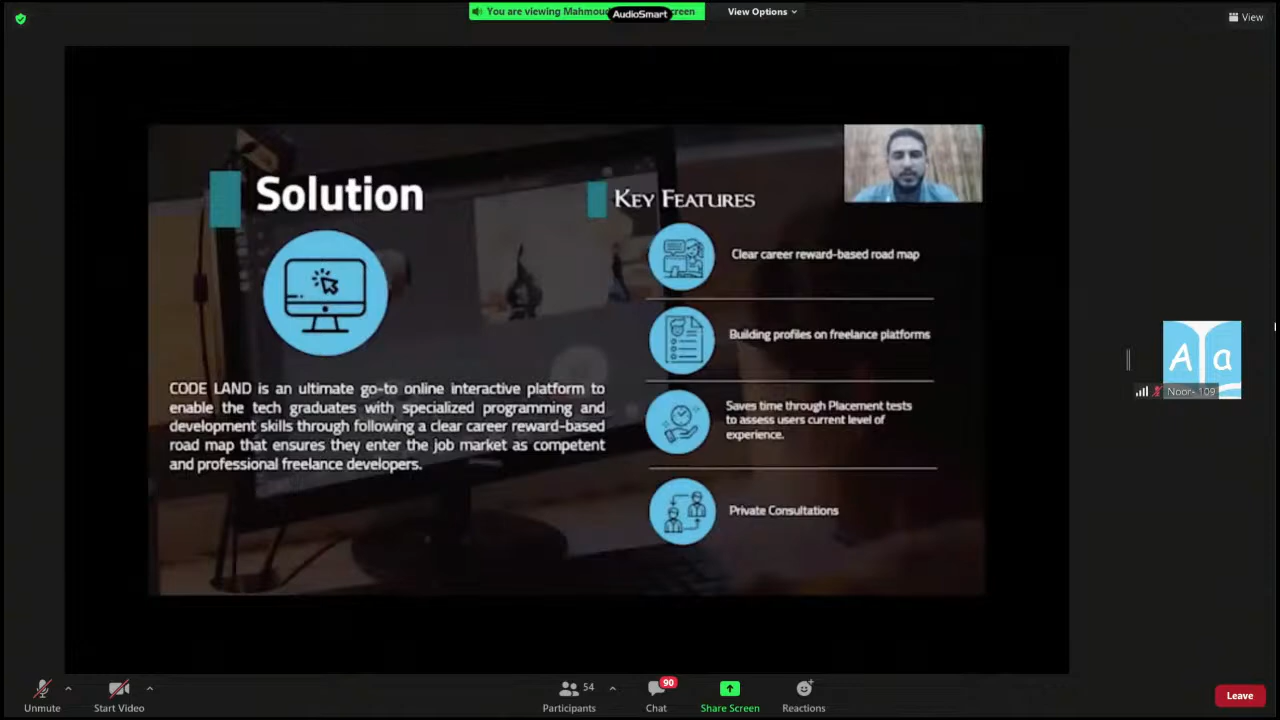 You are viewing Mahmoud
AudioSmart
screen
View Options
View
Solution
KEY FEATURES
Clear career reward-based road map
Building profiles on freelance platforms
Saves time through Placement tests
to assess users current level of
experience.
Private Consultations
CODE LAND is an ultimate go-to online interactive platform to
enable the tech graduates with specialized programming and
development skills through following a clear career reward-based
road map that ensures they enter the job market as competent
and professional freelance developers.
A a
Noor- 109
Unmute
Start Video
54
Participants
90
Chat
Share Screen
Reactions
Leave